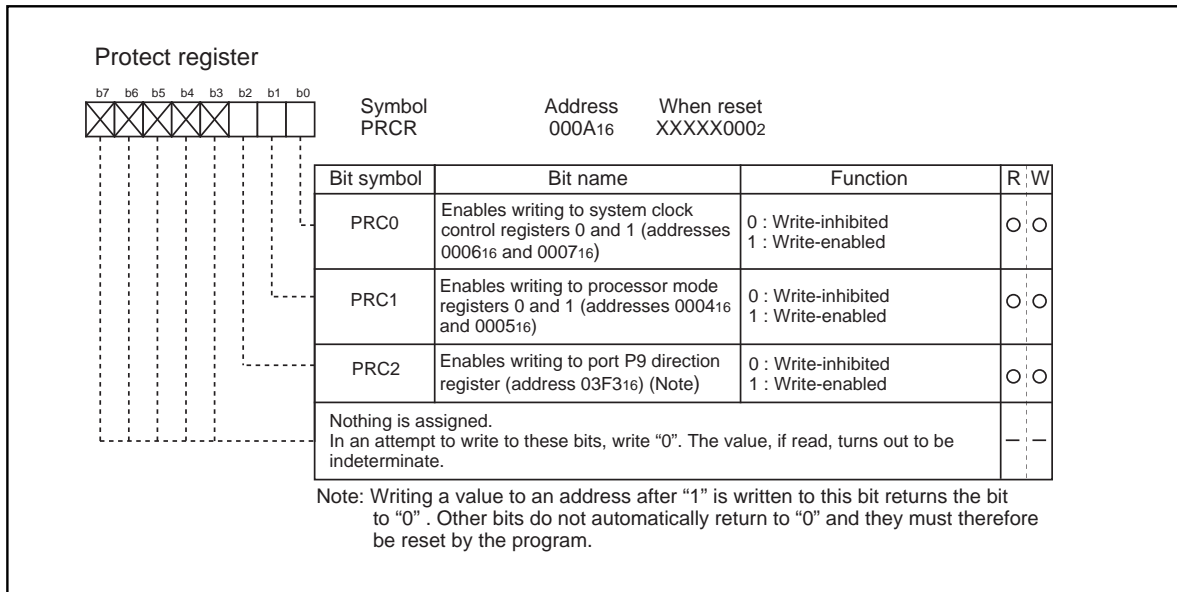 Protect register
b7 b6 b5 b4 b3 b2 b1 b0
Symbol Address When reset
PRCR 000A16 XXXXX0002
Bit symbol Bit name Function R W
PRC0
Enables writing to system clock
control registers 0 and 1 (addresses
000616 and 000716)
0 : Write-inhibited
1 : Write-enabled
PRC1
Enables writing to processor mode
registers 0 and 1 (addresses 000416
and 000516)
0 : Write-inhibited
1 : Write-enabled
PRC2
Enables writing to port P9 direction
register (address 03F316) (Note)
0 : Write-inhibited
1 : Write-enabled
Nothing is assigned.
In an attempt to write to these bits, write “0”. The value, if read, turns out to be
indeterminate.
– –
Note: Writing a value to an address after “1” is written to this bit returns the bit
to “0” . Other bits do not automatically return to “0” and they must therefore
be reset by the program.